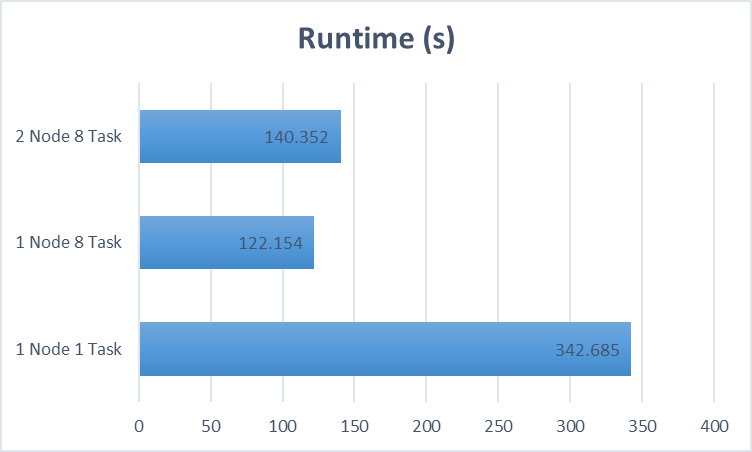 Runtime (s)
2 Node 8 Task
140.352
1 Node 8 Task
122.154
1 Node 1 Task
342.685
0 50 100 150 200 250 300 350 400